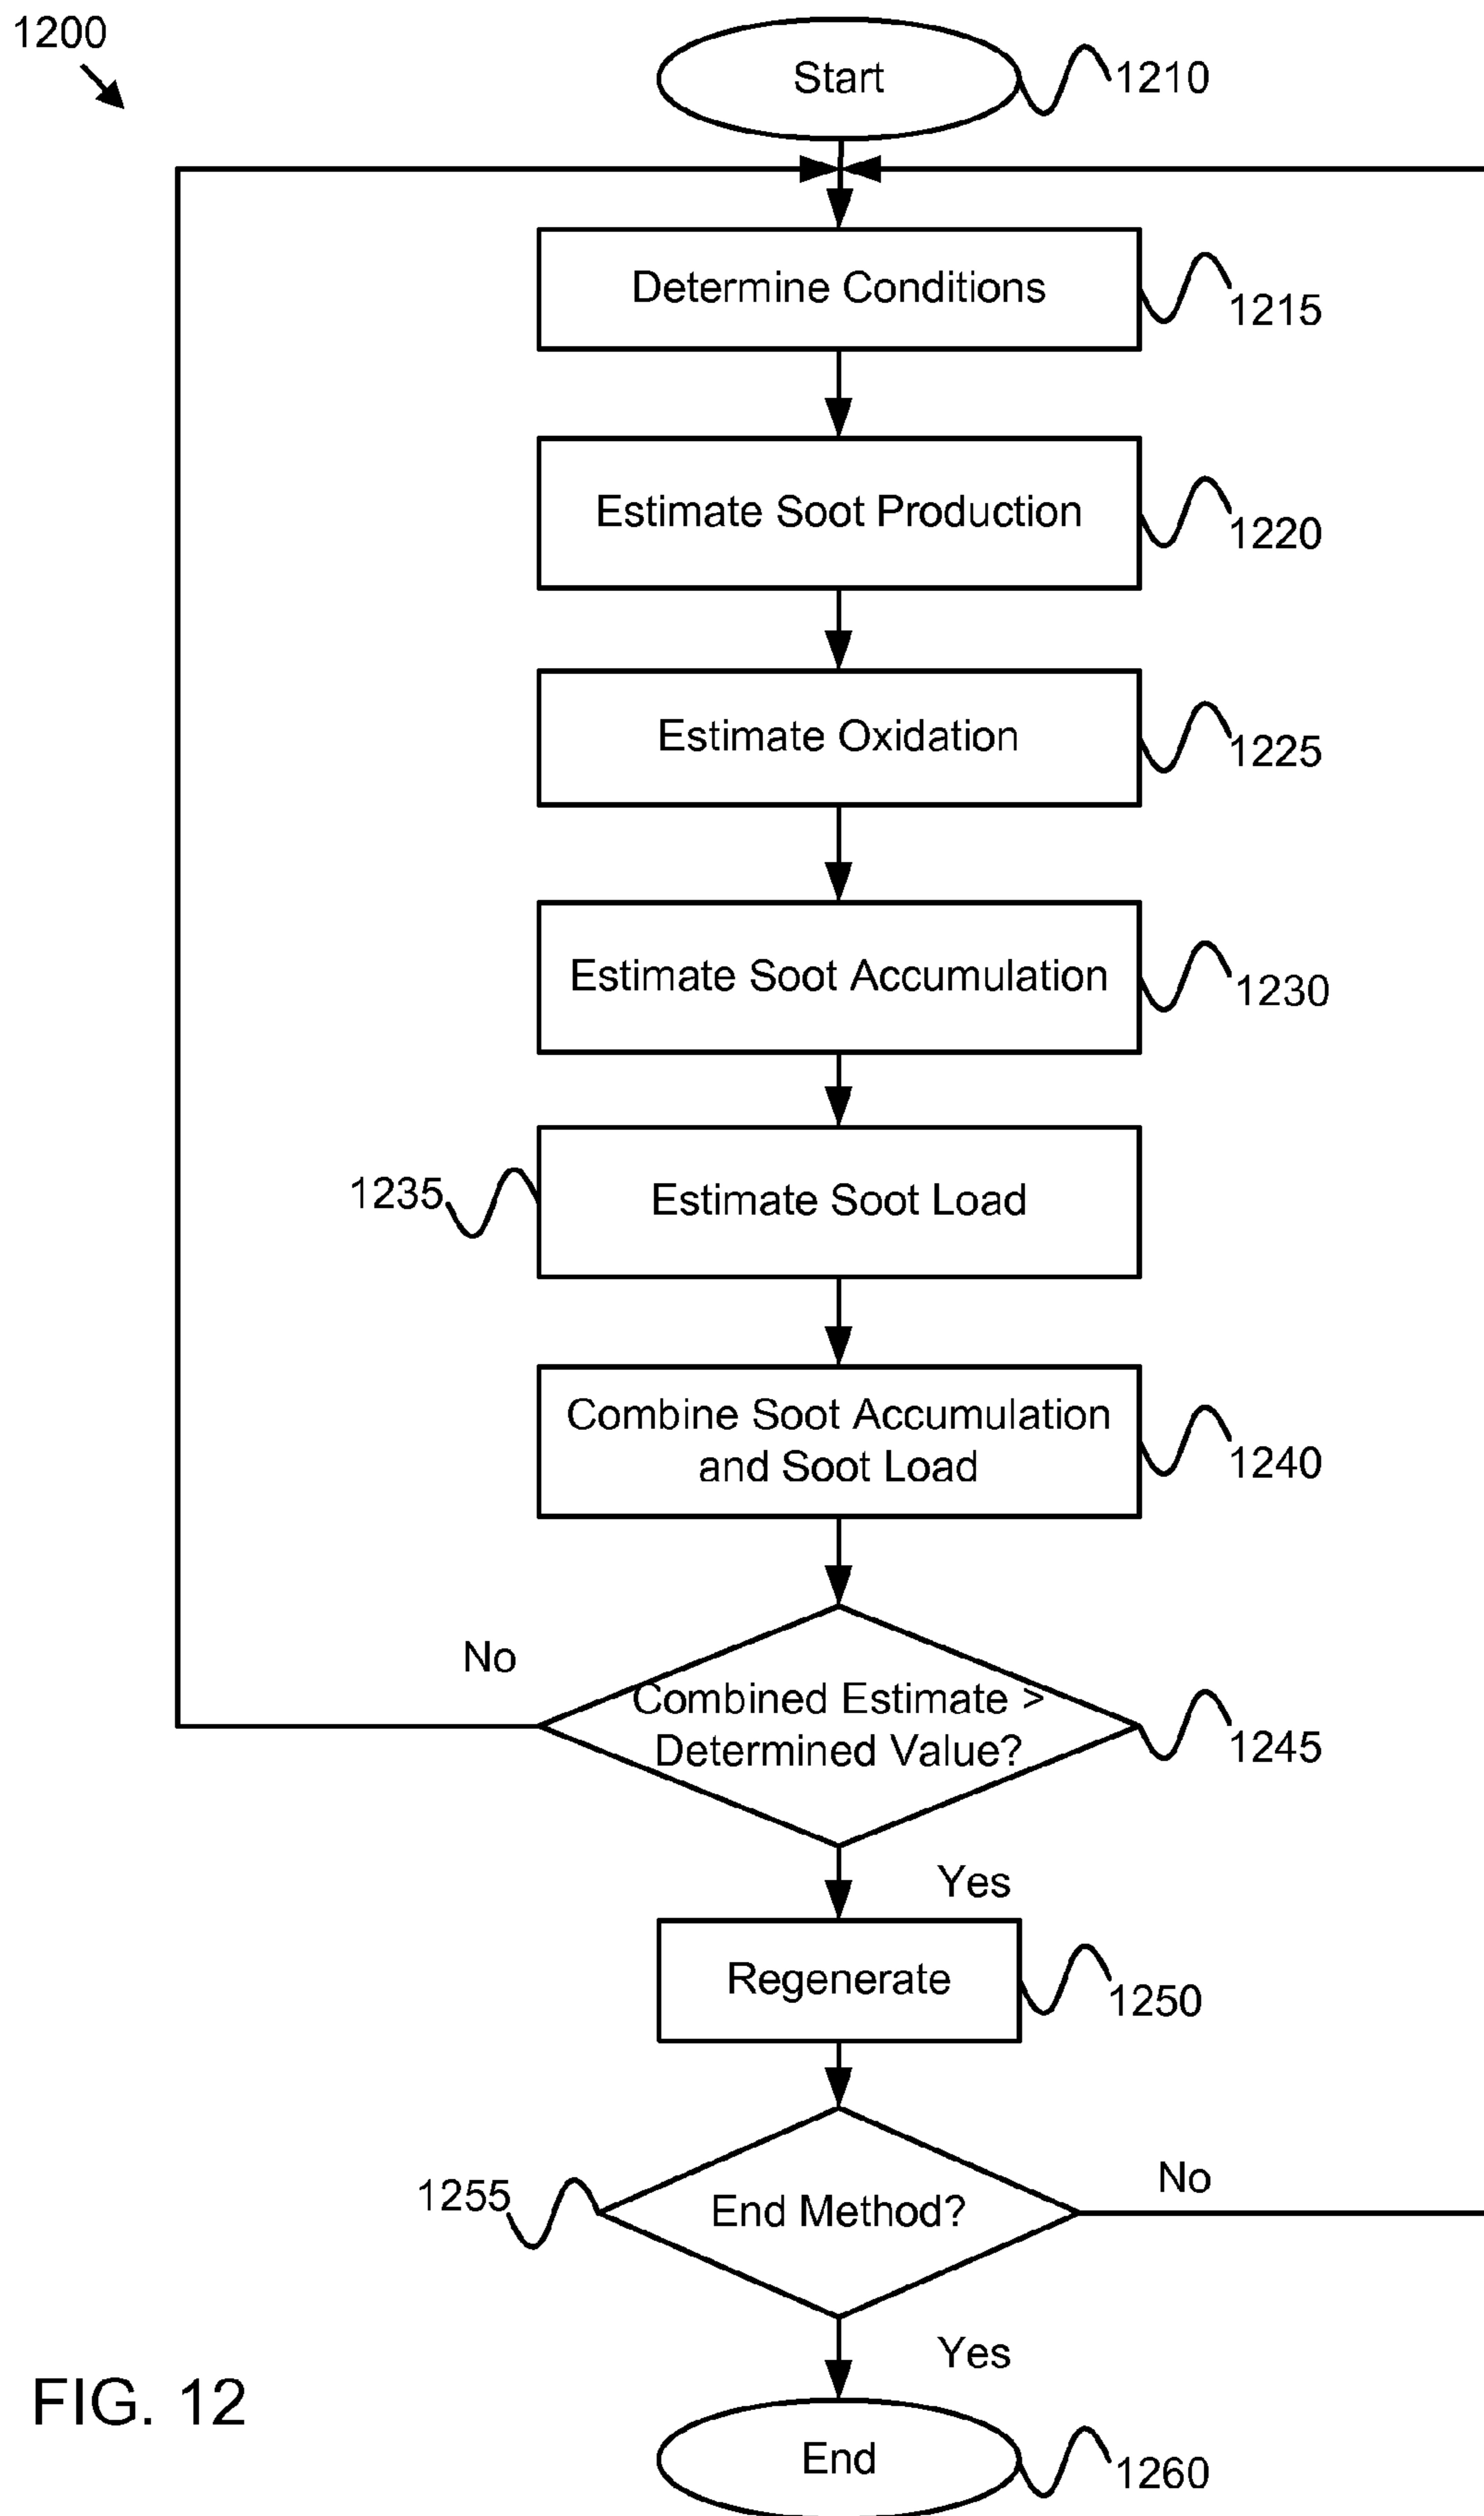 1200
Start
1210
Determine Conditions
1215
Estimate Soot Production
1220
Estimate Oxidation
1225
Estimate Soot Accumulation
1230
1235
Estimate Soot Load
Combine Soot Accumulation
and Soot Load
1240
No
Combined Estimate >
Determined Value?
1245
Yes
Regenerate
1250
1255
End Method?
No
Yes
FIG. 12
End
1260